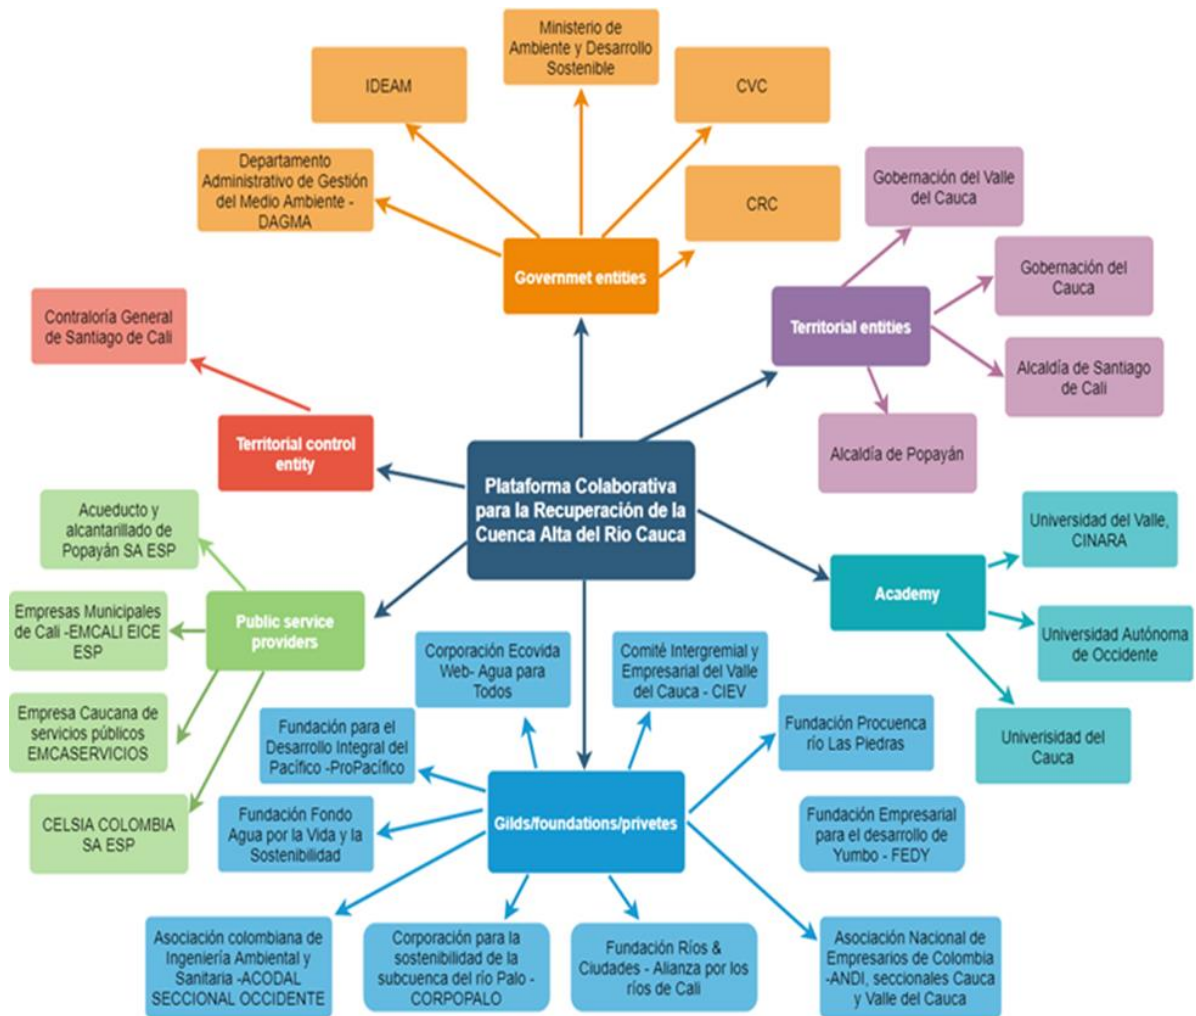 Ministerio de
Ambiente y Desarrollo
Sostenible
IDEAM
CVC
Departamento
Administrativo de Gestión
del Medio Ambiente -
DAGMA
CRC
Governmet entities
Gobernación del Valle
del Cauca
Gobernación del
Cauca
Territorial entities
Alcaldía de Santiago
de Cali
Alcaldía de Popayán
Contraloría General
de Santiago de Cali
Territorial control
entity
Plataforma Colaborativa
para la Recuperación de la
Cuenca Alta del Río Cauca
Acueducto y
alcantarillado de
Popayán SA ESP
Empresas Municipales
de Cali -EMCALI EICE
ESP
Public service
providers
Empresa Caucana de
servicios públicos
EMCASERVICIOS
CELSIA COLOMBIA
SA ESP
Academy
Universidad del Valle,
CINARA
Universidad Autónoma
de Occidente
Univerisidad del
Cauca
Corporación Ecovida
Web- Agua para
Todos
Comité Intergremial y
Empresarial del Valle
del Cauca - CIEV
Fundación para el
Desarrollo Integral del
Pacífico -ProPacífico
Fundación Procuenca
río Las Piedras
Fundación Fondo
Agua por la Vida y la
Sostenibilidad
Gilds/foundations/privetes
Fundación Empresarial
para el desarrollo de
Yumbo - FEDY
Asociación colombiana de
Ingeniería Ambiental y
Sanitaria -ACODAL
SECCIONAL OCCIDENTE
Corporación para la
sostenibilidad de la
subcuenca del río Palo -
CORPOPALO
Fundación Ríos &
Ciudades - Alianza por los
ríos de Cali
Asociación Nacional de
Empresarios de Colombia
-ANDI, seccionales Cauca
y Valle del Cauca